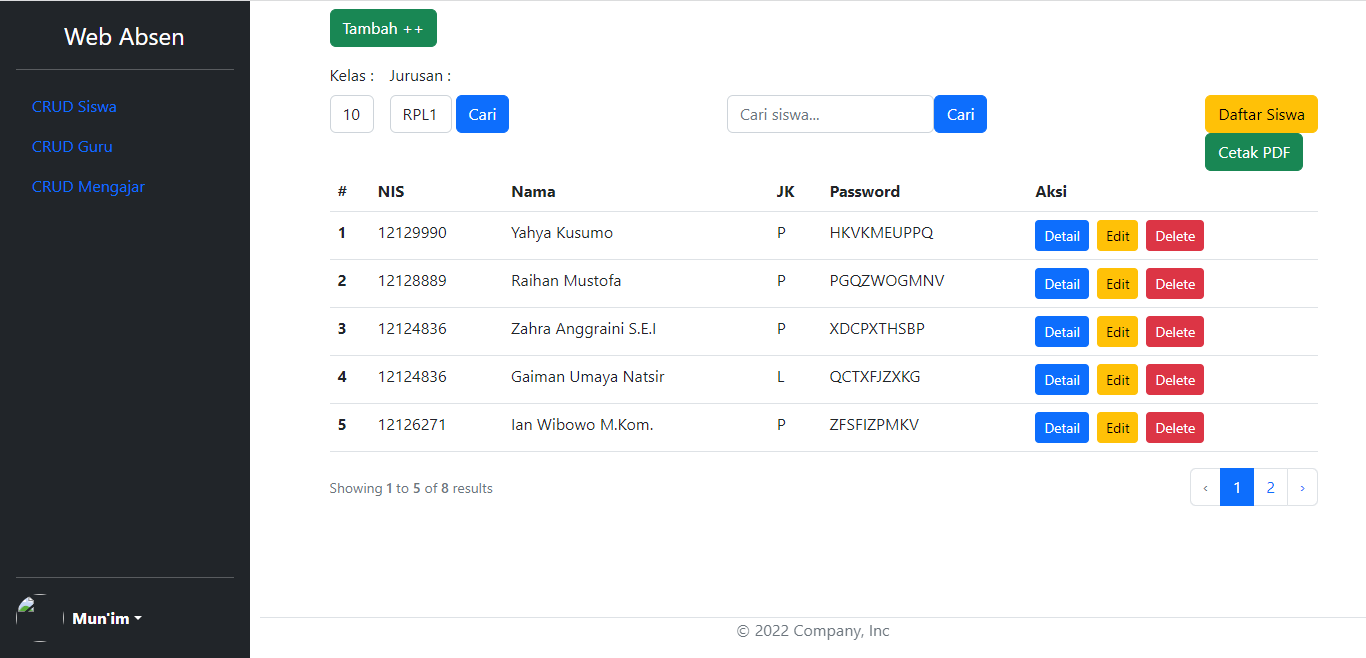 Web Absen
CRUD Siswa
CRUD Guru
CRUD Mengajar
Mun'im
Tambah ++
Kelas : Jurusan :
10 RPL1 Cari Cari siswa... Cari Daftar Siswa
Cetak PDF
# NIS Nama JK Password Aksi
1 12129990 Yahya Kusumo P HKVKMEUPPQ Detail Edit Delete
2 12128889 Raihan Mustofa P PGQZWOGMNV Detail Edit Delete
3 12124836 Zahra Anggraini S.E.I P XDCPXTHSBP Detail Edit Delete
4 12124836 Gaiman Umaya Natsir L QCTXFJZXKG Detail Edit Delete
5 12126271 Ian Wibowo M.Kom. P ZFSFIZPMKV Detail Edit Delete
Showing 1 to 5 of 8 results ‹ 1 2 ›
© 2022 Company, Inc